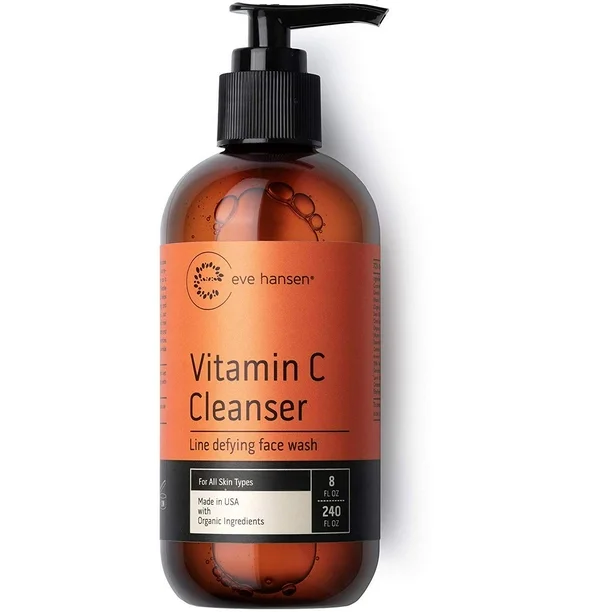 eve hansen®
Vitamin C
Cleanser
Line defying face wash
For All Skin Types
Made in USA
with
Organic Ingredients
8
FL OZ
240
FL OZ